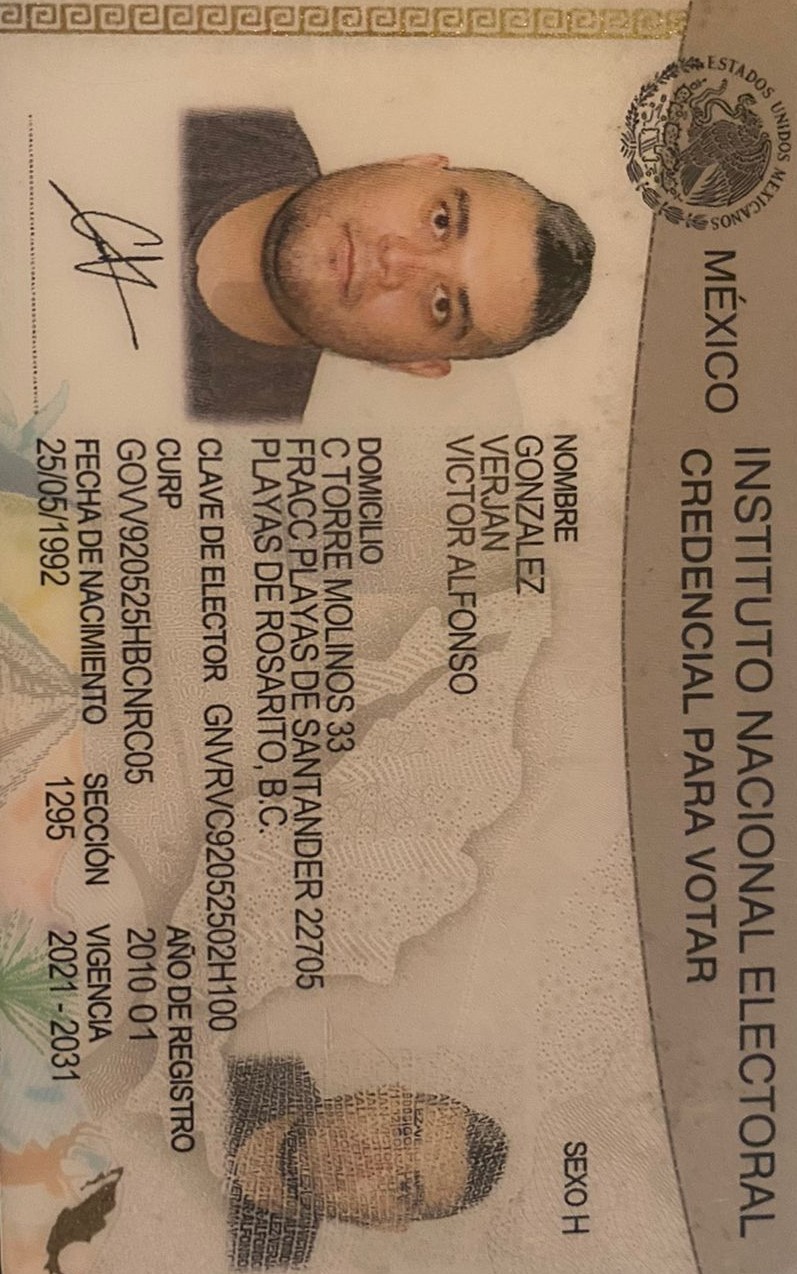 ESTADOS UNIDOS MEXICANOS
MÉXICO
INSTITUTO NACIONAL ELECTORAL
CREDENCIAL PARA VOTAR
NOMBRE
GONZALEZ
VERJAN
VICTOR ALFONSO
SEXO H
DOMICILIO
C TORRE MOLINOS 33
FRACC PLAYAS DE SANTANDER 22705
PLAYAS DE ROSARITO, B.C.
CLAVE DE ELECTOR GNVRVC92052502H100
CURP
GOVV920525HBCNRC05
AÑO DE REGISTRO
2010 01
FECHA DE NACIMIENTO
25/05/1992
SECCIÓN
1295
VIGENCIA
2021 - 2031